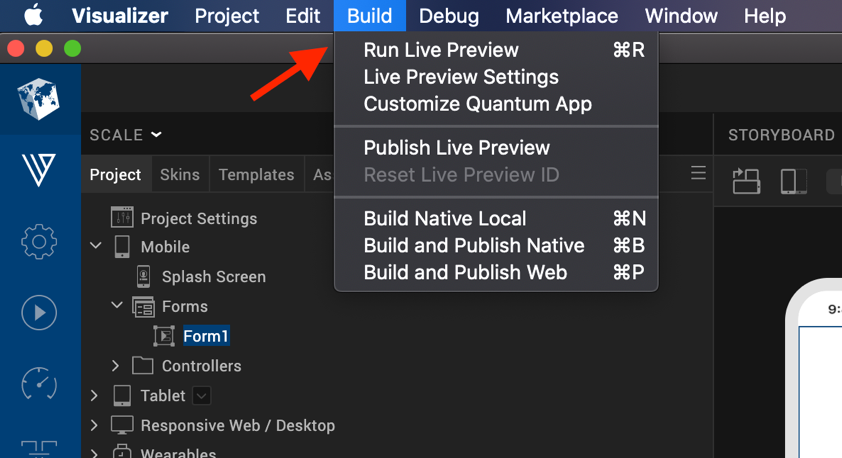 Visualizer Project Edit Build Debug Marketplace Window Help
Run Live Preview ⌘R
Live Preview Settings
Customize Quantum App
Publish Live Preview
Reset Live Preview ID
Build Native Local ⌘N
Build and Publish Native ⌘B
Build and Publish Web ⌘P
SCALE
STORYBOARD
Project Skins Templates As
Project Settings
Mobile
Splash Screen
Forms
Form1
Controllers
Tablet
Responsive Web / Desktop
Wearables
9: